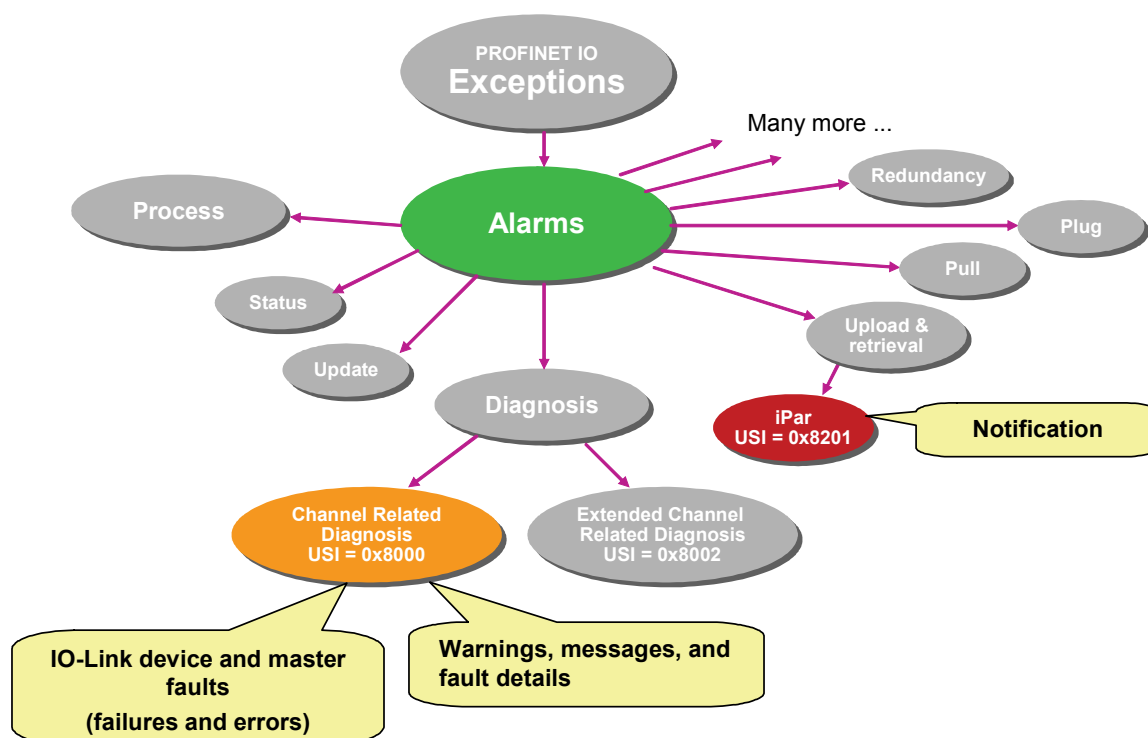 PROFINET IO
Exceptions
Many more ...
Redundancy
Process
Alarms
Plug
Pull
Status
Upload &
retrieval
Update
Diagnosis
iPar
USI = 0x8201
Notification
Channel Related
Diagnosis
USI = 0x8000
Extended Channel
Related Diagnosis
USI = 0x8002
IO-Link device and master
faults
(failures and errors)
Warnings, messages, and
fault details